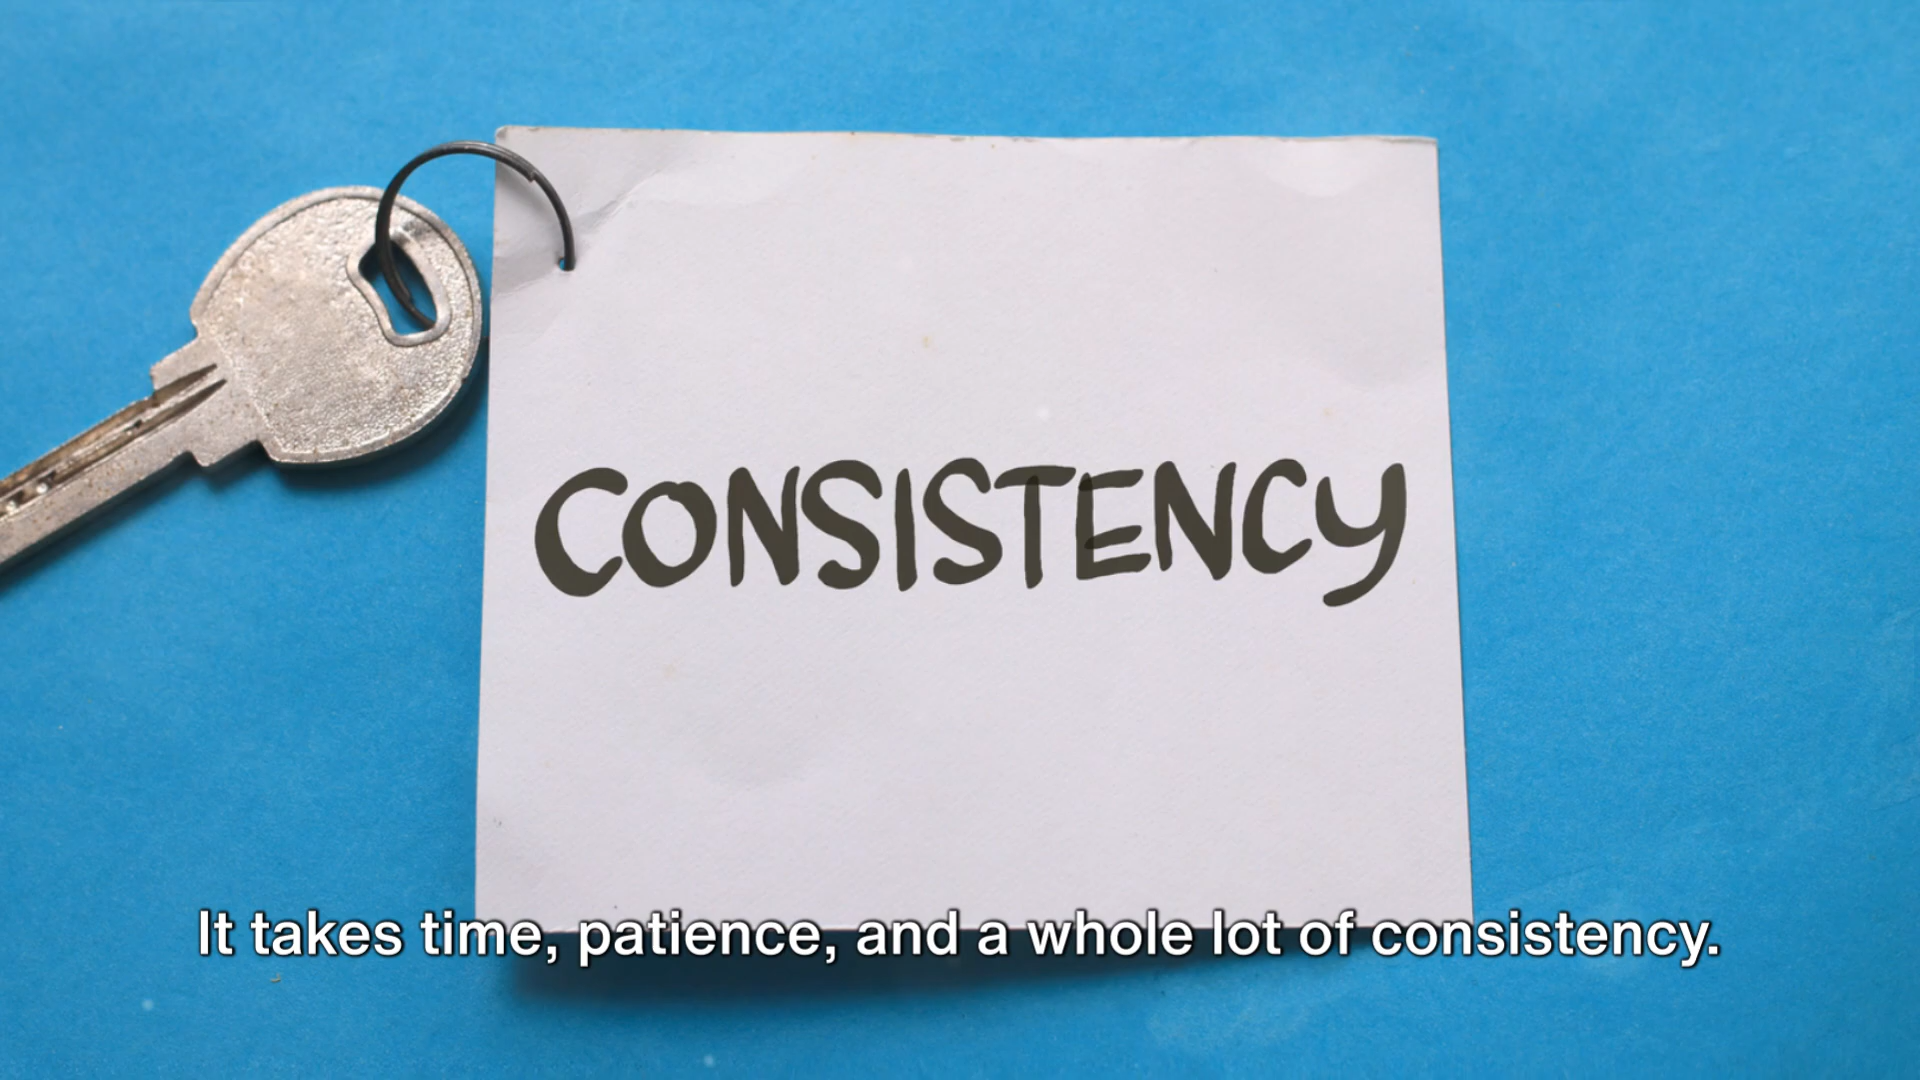 CONSISTENCY
It takes time, patience, and a whole lot of consistency.